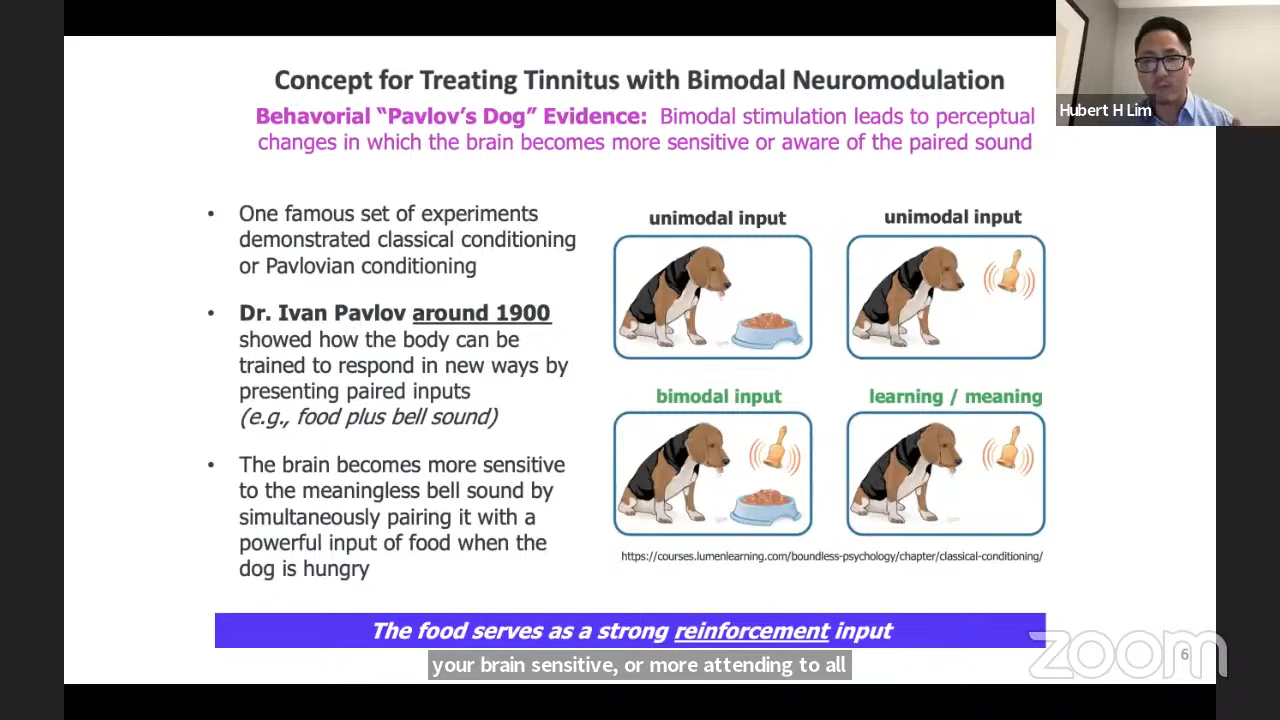 Concept for Treating Tinnitus with Bimodal Neuromodulation
Behavorial “Pavlov’s Dog” Evidence: Bimodal stimulation leads to perceptual
changes in which the brain becomes more sensitive or aware of the paired sound
Hubert H Lim
• One famous set of experiments
demonstrated classical conditioning
or Pavlovian conditioning
• Dr. Ivan Pavlov around 1900
showed how the body can be
trained to respond in new ways by
presenting paired inputs
(e.g., food plus bell sound)
• The brain becomes more sensitive
to the meaningless bell sound by
simultaneously pairing it with a
powerful input of food when the
dog is hungry
unimodal input
unimodal input
bimodal input
learning / meaning
https://courses.lumenlearning.com/boundless-psychology/chapter/classical-conditioning/
The food serves as a strong reinforcement input
your brain sensitive, or more attending to all
zoom
6